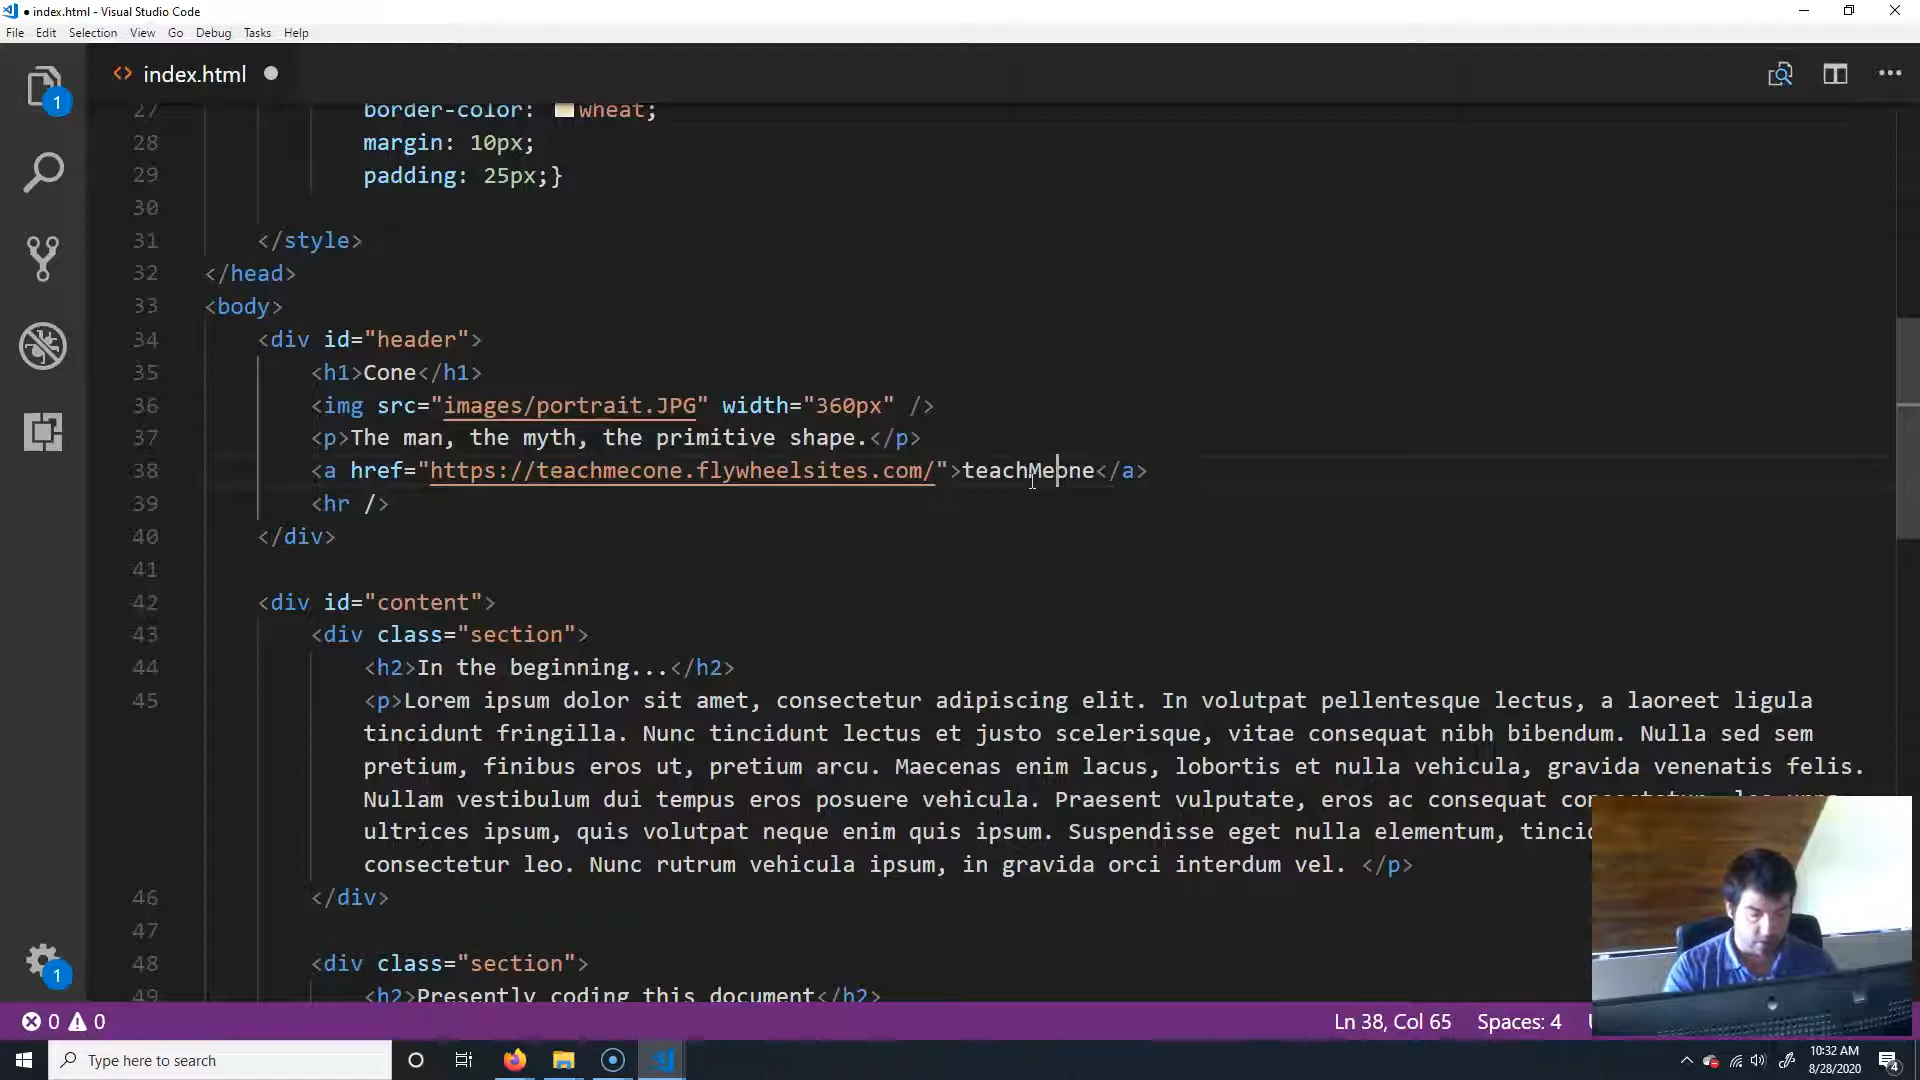 index.html - Visual Studio Code
File Edit Selection View Go Debug Tasks Help
<> index.html
1
27 border-color: wheat;
28 margin: 10px;
29 padding: 25px;}
30
31 </style>
32 </head>
33 <body>
34 <div id="header">
35 <h1>Cone</h1>
36 <img src="images/portrait.JPG" width="360px" />
37 <p>The man, the myth, the primitive shape.</p>
38 <a href="https://teachmecone.flywheelsites.com/">teachMeone</a>
39 <hr />
40 </div>
41
42 <div id="content">
43 <div class="section">
44 <h2>In the beginning...</h2>
45 <p>Lorem ipsum dolor sit amet, consectetur adipiscing elit. In volutpat pellentesque lectus, a laoreet ligula
tincidunt fringilla. Nunc tincidunt lectus et justo scelerisque, vitae consequat nibh bibendum. Nulla sed sem
pretium, finibus eros ut, pretium arcu. Maecenas enim lacus, lobortis et nulla vehicula, gravida venenatis felis.
Nullam vestibulum dui tempus eros posuere vehicula. Praesent vulputate, eros ac consequat
ultrices ipsum, quis volutpat neque enim quis ipsum. Suspendisse eget nulla elementum,
consectetur leo. Nunc rutrum vehicula ipsum, in gravida orci interdum vel. </p>
46 </div>
47
48 <div class="section">
49 <h2>Presently coding this document</h2>
1
0 0 Ln 38, Col 65 Spaces: 4
Type here to search
10:32 AM
8/28/2020
4